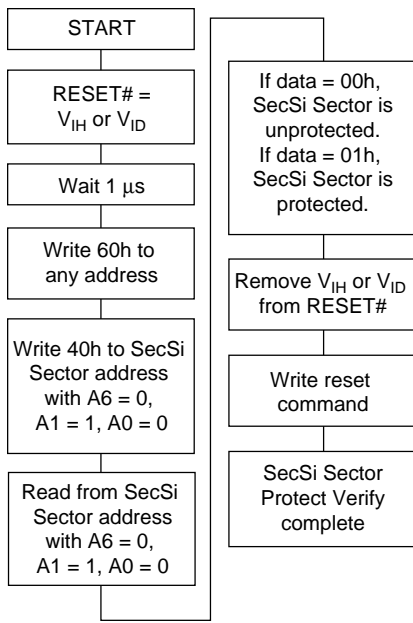 START
RESET# =
V_IH or V_ID
Wait 1 μs
Write 60h to
any address
Write 40h to SecSi
Sector address
with A6 = 0,
A1 = 1, A0 = 0
Read from SecSi
Sector address
with A6 = 0,
A1 = 1, A0 = 0
If data = 00h,
SecSi Sector is
unprotected.
If data = 01h,
SecSi Sector is
protected.
Remove V_IH or V_ID
from RESET#
Write reset
command
SecSi Sector
Protect Verify
complete